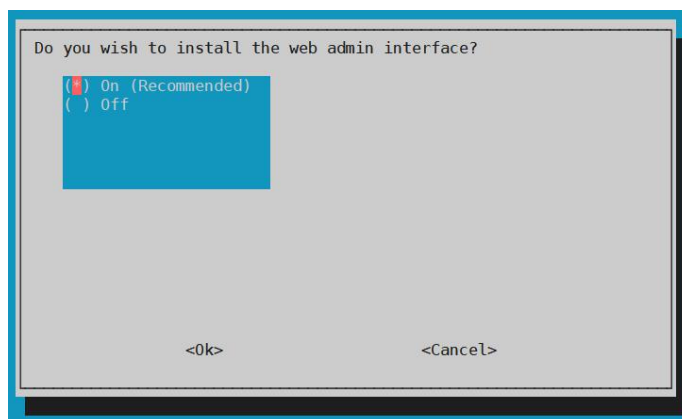 Do you wish to install the web admin interface?
(*) On (Recommended)
( ) Off
<Ok> <Cancel>